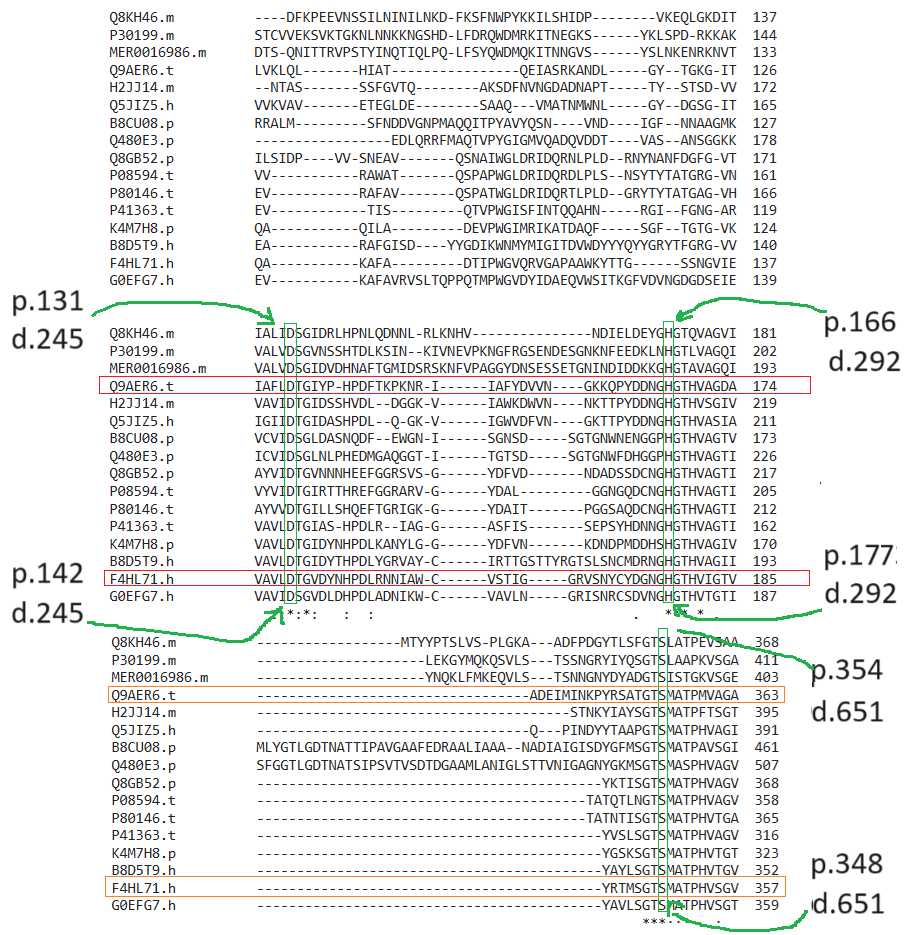 Q8KH46.m ----DFKPEEVNSSILNINILNKD-FKSFNWPYKKILSHIDP-------VKEQLGKDIT 137
P30199.m STCVVEKSVKTGKNLNNKKNGSHD-LFDRQWDMRKITNEGKS------YKLSPD-RKKAK 144
MER0016986.m DTS-QNITTRVPSTYINQTIQLPQ-LFSYQWDMQKITNNGVS------YSLNKENRKNVT 133
Q9AER6.t LVKLQL-------HIAT----------------QEIASRKANDL----GY--TGKG-IT 126
H2JJ14.m --NTAS------SSFGVTQ--------AKSDFNVNGDADNAPT-----TY--STSD-VV 172
Q5JIZ5.h VVKVAV------ETEGLDE--------SAAQ--VMATNMWNL------GY--DGSG-IT 165
B8CU08.p RRALM-------SFNDDVGNPMAQQITPYAVYQSN----VND----IGF--NNAAGMK 127
Q480E3.p -----------------EDLQRRFMAQTVPYGIGMVQADQVDDT-----VAS--ANSGGKK 178
Q8GB52.p ILSIDP----VV-SNEAV-------QSNAIWGLDRIDQRNLPLD--RNYNANFDGFG-VT 171
P08594.t VV-----------RAWAT-------QSPAPWGLDRIDQRDLPLS--NSYTYTATGRG-VN 161
P80146.t EV-----------RAFAV-------QSPATWGLDRIDQRTLPLD--GRYTYTATGAG-VH 166
P41363.t EV------------TIS---------QTVPWGISFINTQQAHN------RGI--FGNG-AR 119
K4M7H8.p QA-----------QILA---------DEVPWGIMRIKATDAQF------SGF--TGTG-VK 124
B8D5T9.h EA-----------RAFGISD----YYGDIKWNMYMIGITDVWDYYYQYYGRYTFGRG-VV 140
F4HL71.h QA-----------KAFA---------DTIPWGVQRVGAPAAWKYTTG------SSNGVIE 137
G0EFG7.h EV-----------KAFAVRVSLTQPPQTMPWGVDYIDAEQVWSITKGFVDVNGDGDSEIE 139
p.131
d.245
p.166
d.292
Q8KH46.m IALIDSGIDRLHPNLQDNNL-RLKNHV---------------NDIELDEYGHGTQVAGVI 181
P30199.m VALVDSGVNSSHTDLKSIN--KIVNEVPKNGFRGSENDESGNKNFEEDKLNHGTLVAGQI 202
MER0016986.m VALVDSGIDVDHNAFTGMIDSRSKNFVPAGGYDNSESSETGNINDIDDKKGHGTAVAGQI 193
Q9AER6.t IAFLDTGIYP-HPDFTKPKNR-I------IAFYDVVN-----GKKQPYDDNGHGTHVAGDA 174
H2JJ14.m VAVIDTGIDSSHVDL--DGGK-V------IAWKDWVN----NKTTPYDDNGHGTHVSGIV 219
Q5JIZ5.h IGIIDTGIDASHPDL--Q-GK-V------IGWVDFVN-----GKTTPYDDNGHGTHVASIA 211
B8CU08.p VCVIDSGLDASNQDF--EWGN-I------SGNSD-----SGTGNWNENGGPHGTHVAGTV 173
Q480E3.p ICVIDSGLNLPHEDMGAQGGT-I------TGTSD-----SGTGNWFDHGGPHGTHVAGTI 226
Q8GB52.p AYVIDTGVNNNHEEFGGRSVS-G------YDFVD-----NDADSSDCNGHGTHVAGTI 217
P08594.t VYVIDTGIRTTHREFGGRARV-G------YDAL------GGNGQDCNGHGTHVAGTI 205
P80146.t AYVVDTGILLSHQEFTGRIGK-G------YDAIT-----PGGSAQDCNGHGTHVAGTI 212
P41363.t VAVLDTGIAS-HPDLR--IAG-G------ASFIS------SEPSYHDNNGHGTHVAGTI 162
K4M7H8.p VAVLDTGIDYNHPDLKANYLG-G------YDFVN------KDNDPMDDHSHGTHVAGIV 170
B8D5T9.h VAVLDTGIDYTHPDLYGRVAY-C------IRTTGSTTYRGTSLSNCMDRNGHGTHVAGII 193
F4HL71.h VAVLDTGVDYNHPDLRNNIAW-C------VSTIG-----GRVSNYCYDGNGHGTHVIGTV 185
G0EFG7.h VAVIDSGVDLDHPDLADNIKW-C------VAVLN-----GRISNRCSDVNGHGTHVTGTI 187
p.142
d.245
p.177
d.292
Q8KH46.m -----------------MTYYPTSLVS-PLGKA---ADFPDGYTLSFGTSLATPEVSAA 368
P30199.m --------------------LEKGYMQKQSVLS---TSSNGRYIYQSGTSLAAPKVSGA 411
MER0016986.m --------------------YNQKLFMKEQVLS---TSSNNGNYDYADGTSISTGKVSGE 403
Q9AER6.t --------------------------------ADEIMINKPYRSATGTSMATPMVAGA 363
H2JJ14.m -------------------------------------STNKYIAYSGTSMATPFTSGT 395
Q5JIZ5.h --------------------------------Q--PINDYYTAAPGTSMATPHVAGI 391
B8CU08.p MLYGTLGDTNATTIPAVGAAFEDRAALIAAA--NADIAIGISDYGFMSGTSMATPAVSGI 461
Q480E3.p SFGGTLGDTNATSIPSVTVSDTDGAAMLANIGLSTTVNIGAGNYGKMSGTSMASPHVAGV 507
Q8GB52.p -----------------------------------------YKTISGTSMATPHVAGV 368
P08594.t ---------------------------------------TATQTLNGTSMATPHVAGV 358
P80146.t ---------------------------------------TATNTISGTSMATPHVTGA 365
P41363.t -----------------------------------------YVSLSGTSMATPHVAGV 316
K4M7H8.p -----------------------------------------YGSKSGTSMATPHVTGT 323
B8D5T9.h -----------------------------------------YAYLSGTSMATPHVTGV 352
F4HL71.h -----------------------------------------YRTMSGTSMATPHVSGV 357
G0EFG7.h -----------------------------------------YAVLSGTSMATPHVSGT 359
p.354
d.651
p.348
d.651